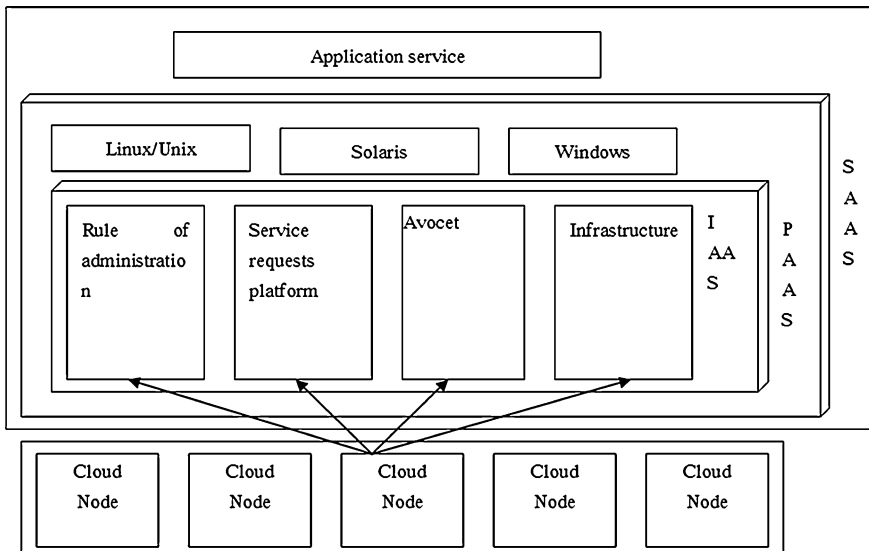 Application service
Linux/Unix
Solaris
Windows
Rule of
administratio
n
Service
requests
platform
Avocet
Infrastructure
I
AA
S
P
A
A
S
S
A
A
S
Cloud
Node
Cloud
Node
Cloud
Node
Cloud
Node
Cloud
Node